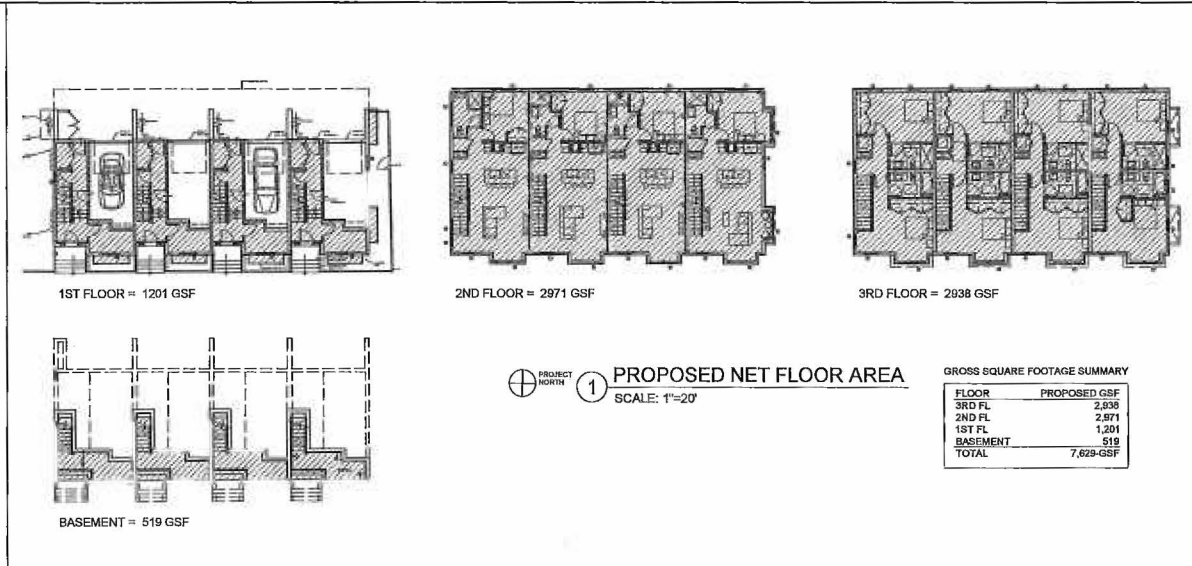 1ST FLOOR = 1201 GSF
2ND FLOOR = 2971 GSF
3RD FLOOR = 2938 GSF
BASEMENT = 519 GSF
PROJECT
NORTH
1
PROPOSED NET FLOOR AREA
SCALE: 1"=20'
GROSS SQUARE FOOTAGE SUMMARY
FLOOR PROPOSED GSF
3RD FL 2,938
2ND FL 2,971
1ST FL 1,201
BASEMENT 519
TOTAL 7,629-GSF